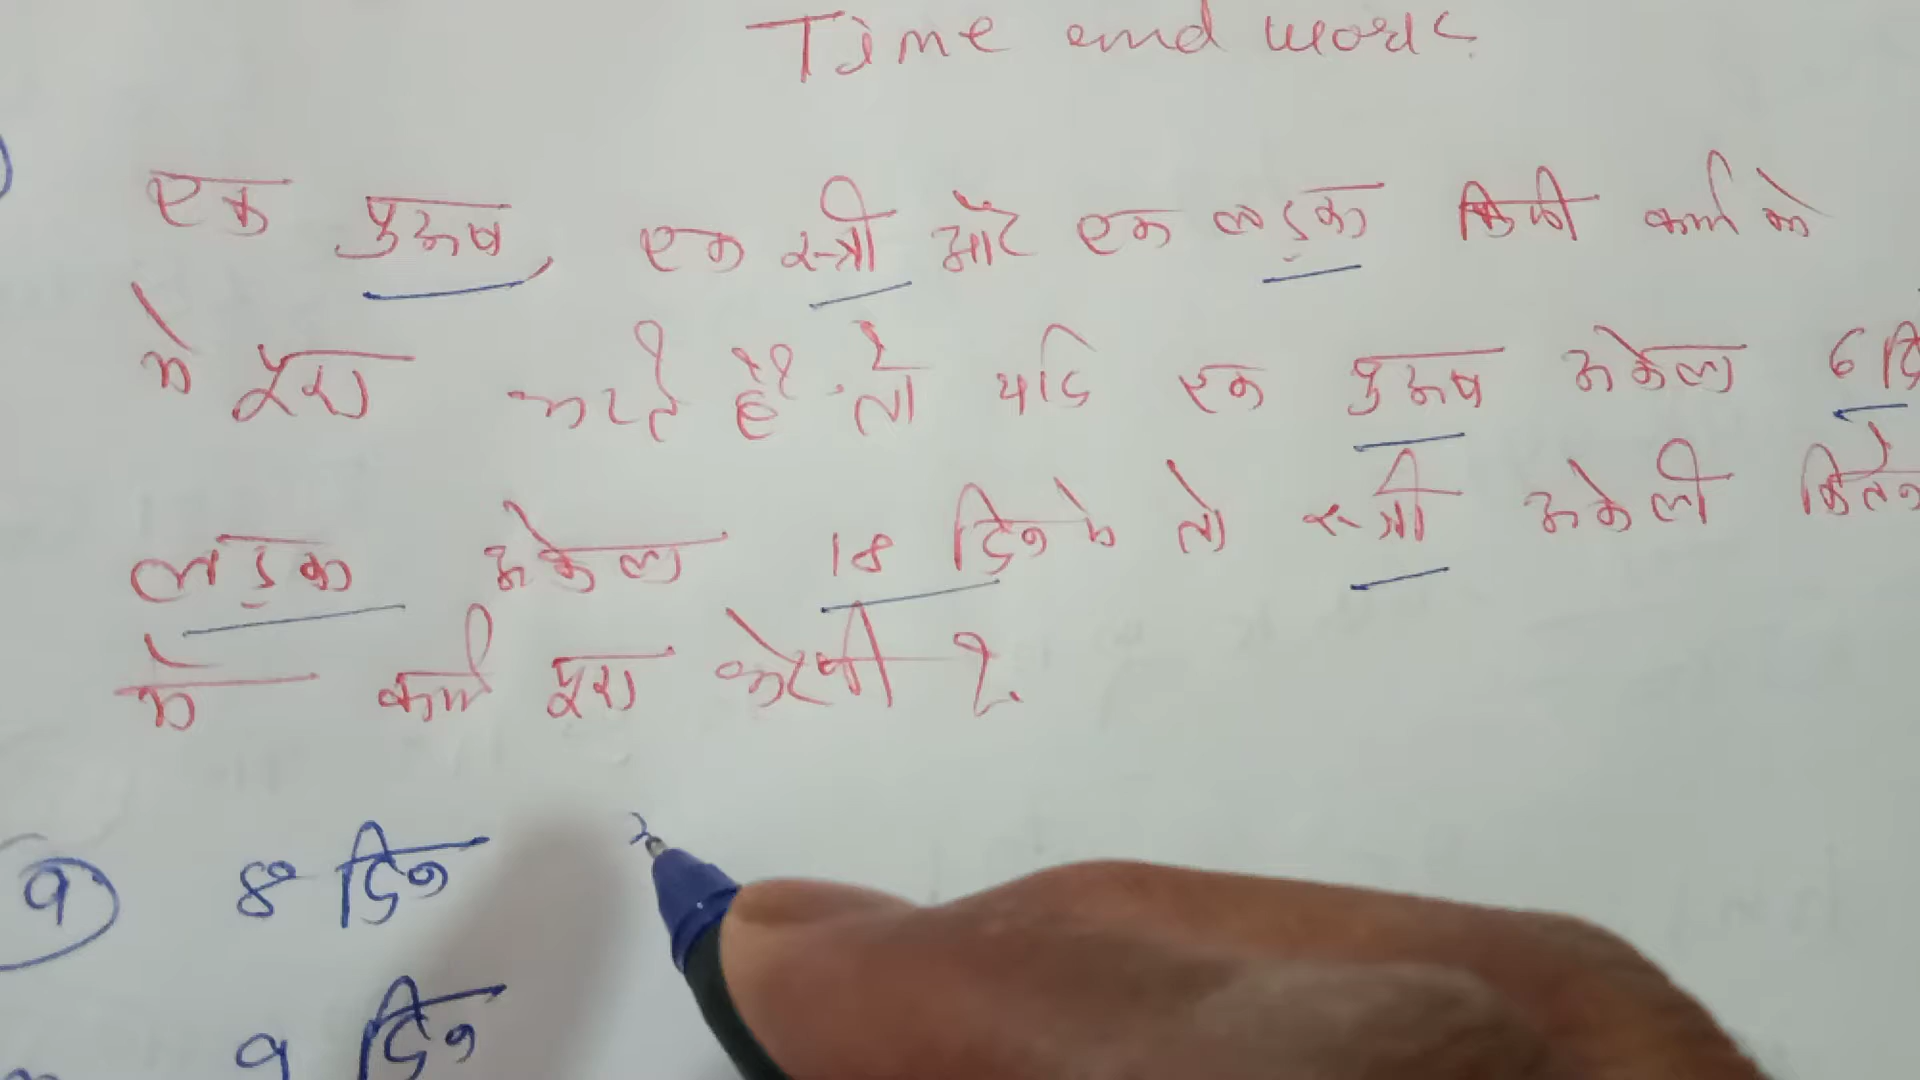 Time and work
एक पुरूष, एक स्त्री और एक लड़का किसी कार्य को
में पूरा करते हैं तो यदि एक पुरूष अकेला 6 दि
लड़का अकेला 18 दिन मे तो स्त्री अकेली कितने
में कार्य पूरा करेगी ?
a 8 दिन
9 दिन